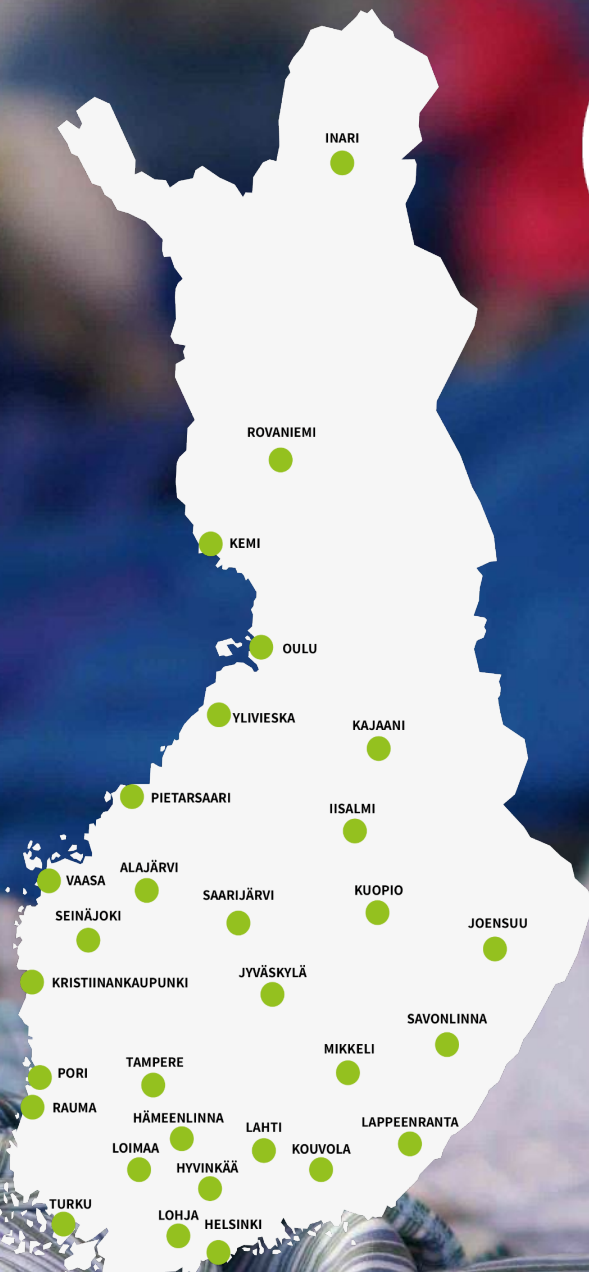 INARI
ROVANIEMI
KEMI
OULU
YLIVIESKA
KAJAANI
PIETARSAARI
IISALMI
ALAJÄRVI
VAASA
SAARIJÄRVI
KUOPIO
SEINÄJOKI
JOENSUU
JYVÄSKYLÄ
KRISTIINANKAUPUNKI
SAVONLINNA
MIKKELI
TAMPERE
PORI
RAUMA
HÄMEENLINNA
LAHTI
LAPPEENRANTA
LOIMAA
KOUVOLA
HYVINKÄÄ
TURKU
LOHJA
HELSINKI